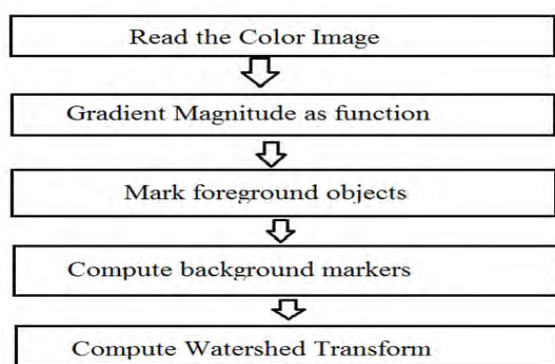 Read the Color Image
Gradient Magnitude as function
Mark foreground objects
Compute background markers
Compute Watershed Transform